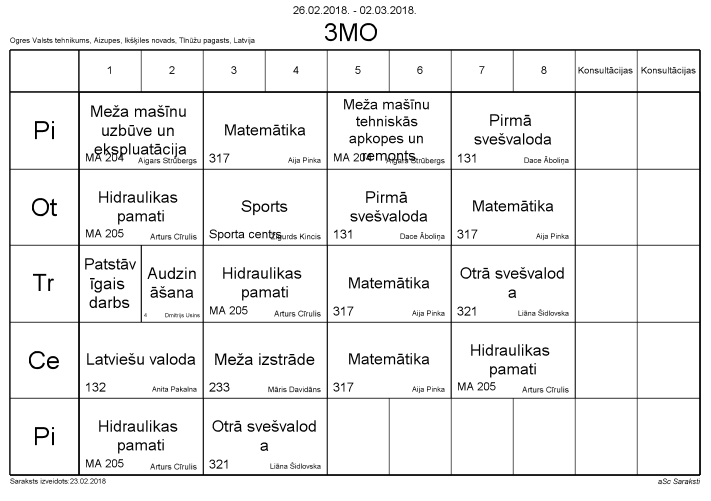 26.02.2018. - 02.03.2018.
3MO
Ogres Valsts tehnikums, Aizupes, Ikšķiles novads, Tīnūžu pagasts, Latvija
1 2 3 4 5 6 7 8 Konsultācijas Konsultācijas
Pi
Meža mašīnu
uzbūve un
ekspluatācija
MA 204 Aigars Strūbergs
Matemātika
317 Aija Pinka
Meža mašīnu
tehniskās
apkopes un
remonts
MA 204 Aigars Strūbergs
Pirmā
svešvaloda
131 Dace Āboliņa
Ot
Hidraulikas
pamati
MA 205 Arturs Cīrulis
Sports
Sporta centrs Zigurds Kincis
Pirmā
svešvaloda
131 Dace Āboliņa
Matemātika
317 Aija Pinka
Tr
Patstāv
īgais
darbs
Audzin
āšana
4 Dmitrijs Usins
Hidraulikas
pamati
MA 205 Arturs Cīrulis
Matemātika
317 Aija Pinka
Otrā svešvalod
a
321 Liāna Šidlovska
Ce
Latviešu valoda
132 Anita Pakalna
Meža izstrāde
233 Māris Davidāns
Matemātika
317 Aija Pinka
Hidraulikas
pamati
MA 205 Arturs Cīrulis
Pi
Hidraulikas
pamati
MA 205 Arturs Cīrulis
Otrā svešvalod
a
321 Liāna Šidlovska
Saraksts izveidots:23.02.2018
aSc Saraksti